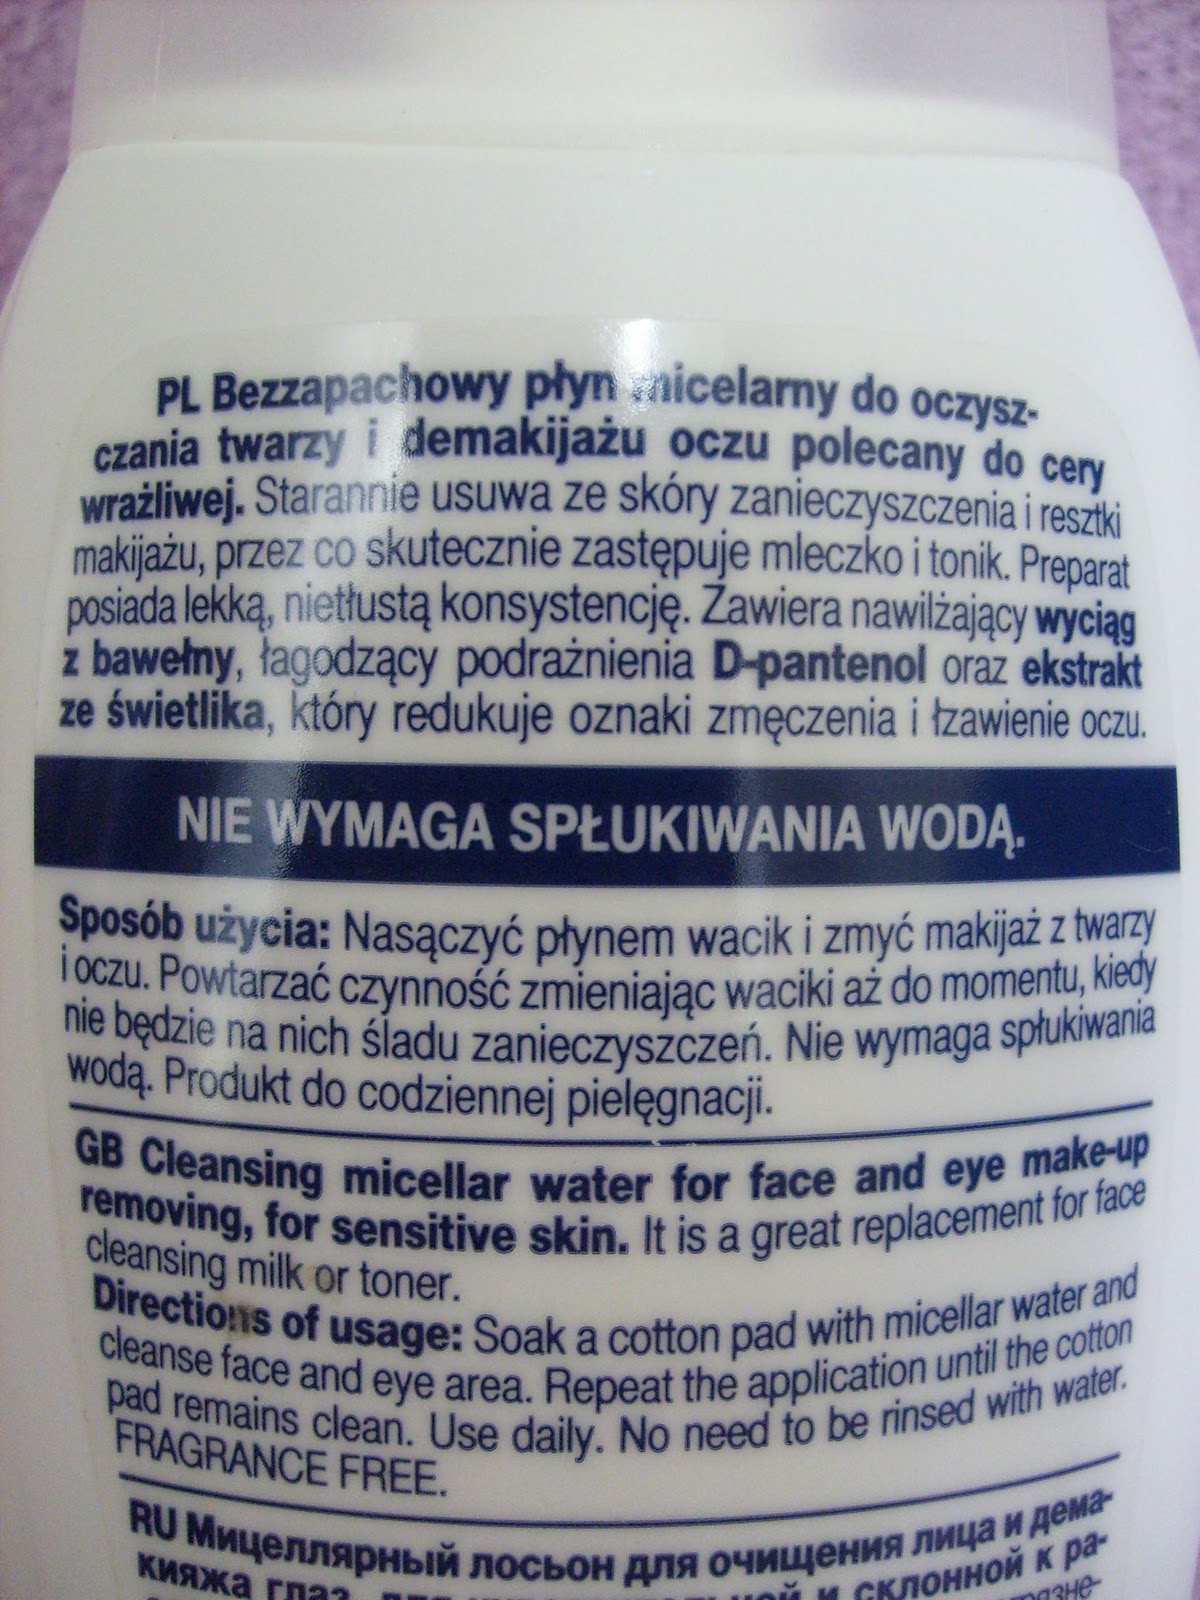 PL Bezzapachowy płyn micelarny do oczysz-
czania twarzy i demakijażu oczu polecany do cery
wrażliwej. Starannie usuwa ze skóry zanieczyszczenia i resztki
makijażu, przez co skutecznie zastępuje mleczko i tonik. Preparat
posiada lekką, nietłustą konsystencję. Zawiera nawilżający wyciąg
z bawełny, łagodzący podrażnienia D-pantenol oraz ekstrakt
ze świetlika, który redukuje oznaki zmęczenia i łzawienie oczu.
NIE WYMAGA SPŁUKIWANIA WODĄ.
Sposób użycia: Nasączyć płynem wacik i zmyć makijaż z twarzy
i oczu. Powtarzać czynność zmieniając waciki aż do momentu, kiedy
nie będzie na nich śladu zanieczyszczeń. Nie wymaga spłukiwania
wodą. Produkt do codziennej pielęgnacji.
GB Cleansing micellar water for face and eye make-up
removing, for sensitive skin. It is a great replacement for face
cleansing milk or toner.
Directions of usage: Soak a cotton pad with micellar water and
cleanse face and eye area. Repeat the application until the cotton
pad remains clean. Use daily. No need to be rinsed with water.
FRAGRANCE FREE.
RU Мицеллярный лосьон для очищения лица и дема-
кияжа глаз, для и склонной к ра-